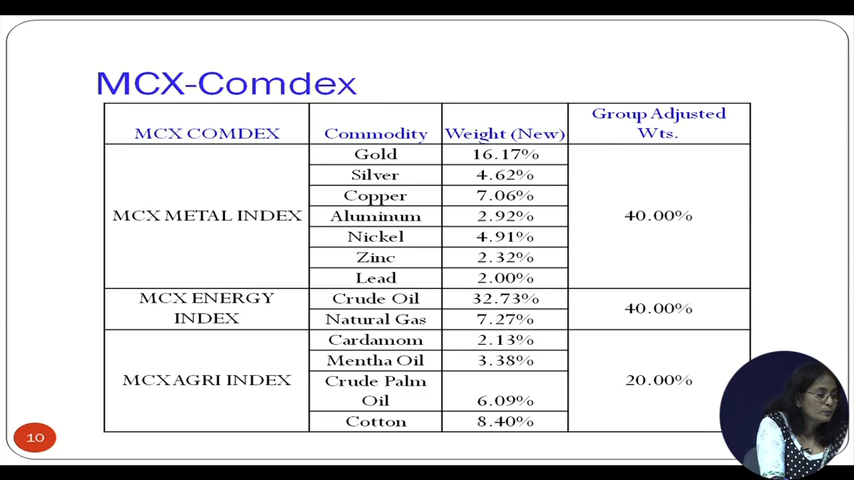 MCX-Comdex
MCX COMDEX Commodity Weight (New) Group Adjusted Wts.
MCX METAL INDEX Gold 16.17% 40.00%
Silver 4.62%
Copper 7.06%
Aluminum 2.92%
Nickel 4.91%
Zinc 2.32%
Lead 2.00%
MCX ENERGY INDEX Crude Oil 32.73% 40.00%
Natural Gas 7.27%
MCX AGRI INDEX Cardamom 2.13% 20.00%
Mentha Oil 3.38%
Crude Palm Oil 6.09%
Cotton 8.40%
10